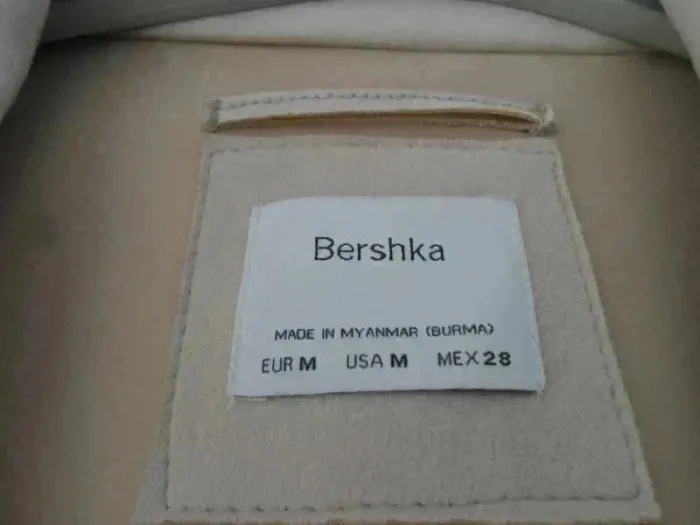 Bershka
MADE IN MYANMAR (BURMA)
EUR M USA M MEX 28